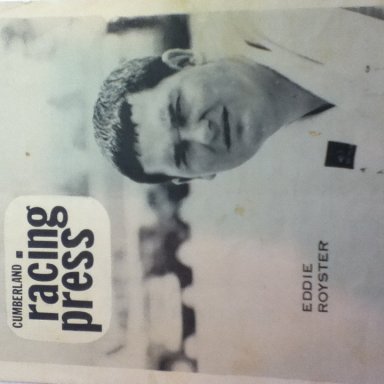 CUMBERLAND
racing
press
EDDIE
ROYSTER